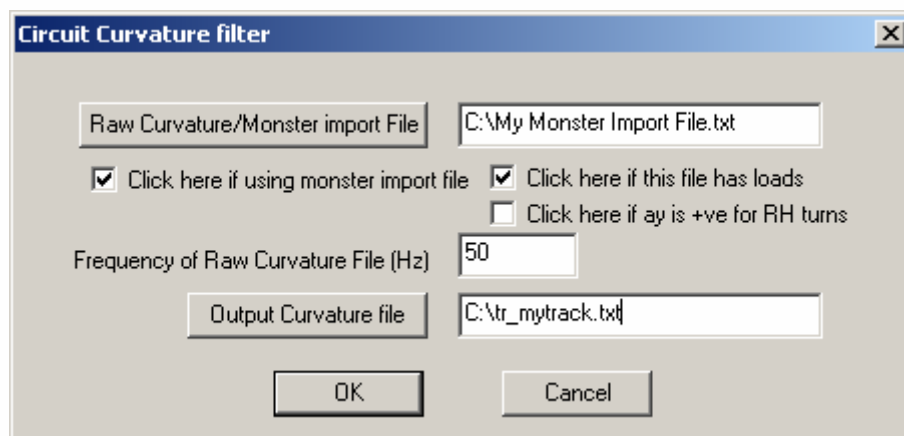 Circuit Curvature filter
Raw Curvature/Monster import File
C:\My Monster Import File.txt
Click here if using monster import file
Click here if this file has loads
Click here if ay is +ve for RH turns
Frequency of Raw Curvature File (Hz)
50
Output Curvature file
C:\tr_mytrack.txt
OK
Cancel